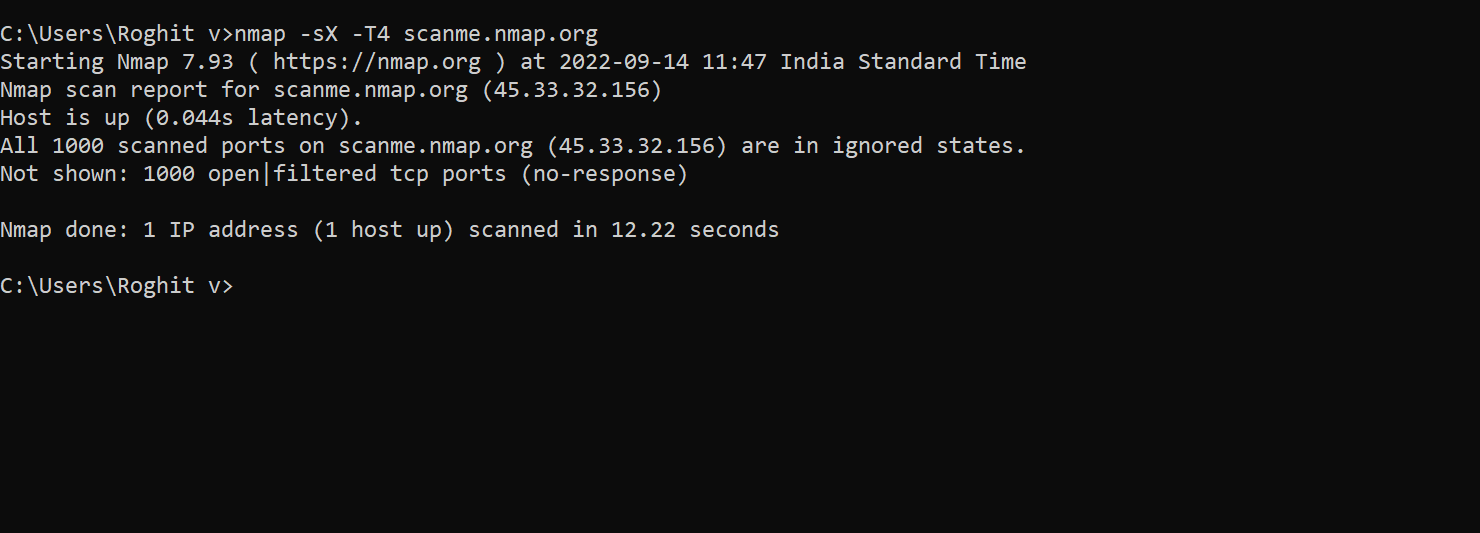 C:\Users\Roghit v>nmap -sX -T4 scanme.nmap.org
Starting Nmap 7.93 ( https://nmap.org ) at 2022-09-14 11:47 India Standard Time
Nmap scan report for scanme.nmap.org (45.33.32.156)
Host is up (0.044s latency).
All 1000 scanned ports on scanme.nmap.org (45.33.32.156) are in ignored states.
Not shown: 1000 open|filtered tcp ports (no-response)
Nmap done: 1 IP address (1 host up) scanned in 12.22 seconds
C:\Users\Roghit v>